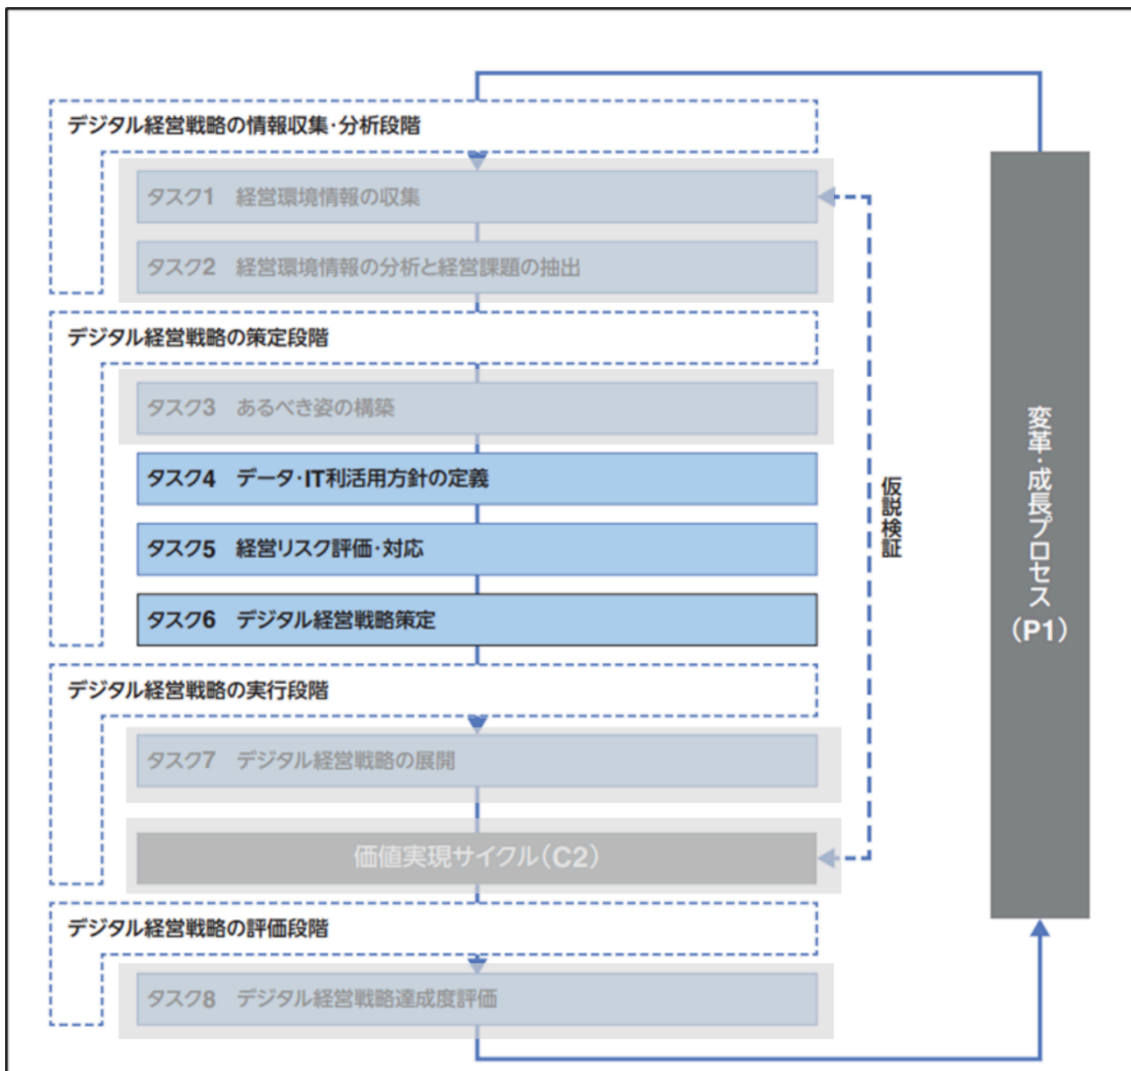 デジタル経営戦略の情報収集・分析段階
タスク1 経営環境情報の収集
タスク2 経営環境情報の分析と経営課題の抽出
デジタル経営戦略の策定段階
タスク3 あるべき姿の構築
タスク4 データ・IT利活用方針の定義
タスク5 経営リスク評価・対応
タスク6 デジタル経営戦略策定
デジタル経営戦略の実行段階
タスク7 デジタル経営戦略の展開
価値実現サイクル(C2)
デジタル経営戦略の評価段階
タスク8 デジタル経営戦略達成度評価
仮説検証
変革・成長プロセス
(P1)